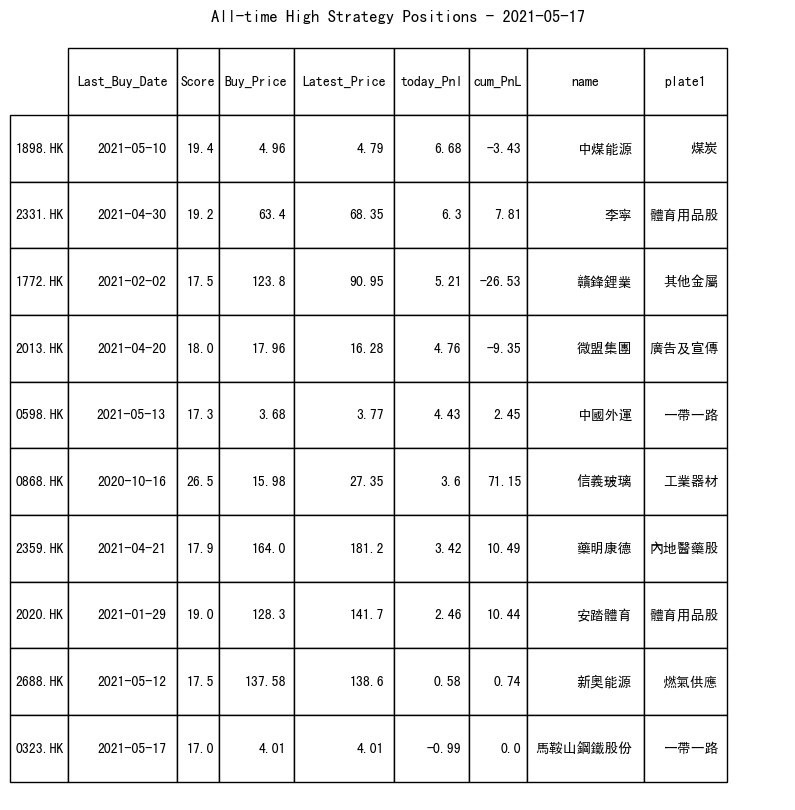 All-time High Strategy Positions - 2021-05-17
Last_Buy_Date Score Buy_Price Latest_Price today_Pnl cum_PnL name plate1
1898.HK 2021-05-10 19.4 4.96 4.79 6.68 -3.43 中煤能源 煤炭
2331.HK 2021-04-30 19.2 63.4 68.35 6.3 7.81 李寧 體育用品股
1772.HK 2021-02-02 17.5 123.8 90.95 5.21 -26.53 贛鋒鋰業 其他金屬
2013.HK 2021-04-20 18.0 17.96 16.28 4.76 -9.35 微盟集團 廣告及宣傳
0598.HK 2021-05-13 17.3 3.68 3.77 4.43 2.45 中國外運 一帶一路
0868.HK 2020-10-16 26.5 15.98 27.35 3.6 71.15 信義玻璃 工業器材
2359.HK 2021-04-21 17.9 164.0 181.2 3.42 10.49 藥明康德 內地醫藥股
2020.HK 2021-01-29 19.0 128.3 141.7 2.46 10.44 安踏體育 體育用品股
2688.HK 2021-05-12 17.5 137.58 138.6 0.58 0.74 新奧能源 燃氣供應
0323.HK 2021-05-17 17.0 4.01 4.01 -0.99 0.0 馬鞍山鋼鐵股份 一帶一路